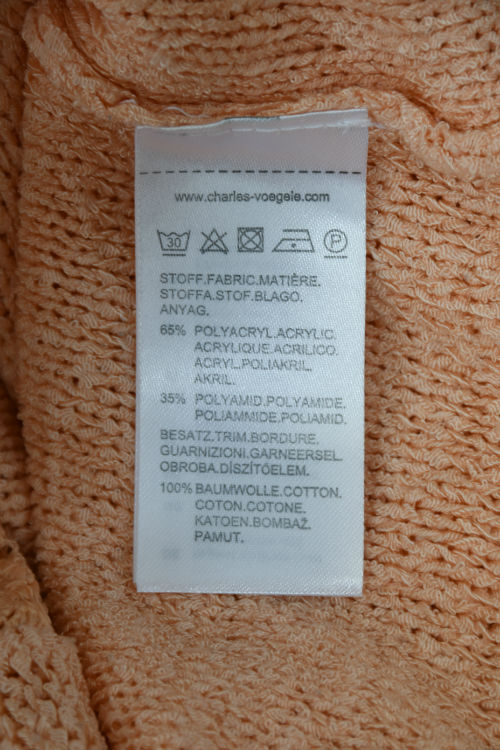 www.charles-voegele.com
30
P
STOFF.FABRIC.MATIÈRE.
STOFFA.STOF.BLAGO.
ANYAG.
65% POLYACRYL.ACRYLIC.
ACRYLIQUE.ACRILICO.
ACRYL.POLIAKRIL.
AKRIL.
35% POLYAMID.POLYAMIDE.
POLIAMMIDE.POLIAMID.
BESATZ.TRIM.BORDURE.
GUARNIZIONI.GARNEERSEL.
OBROBA.DÍSZÍTŐELEM.
100% BAUMWOLLE.COTTON.
COTON.COTONE.
KATOEN.BOMBAŽ.
PAMUT.